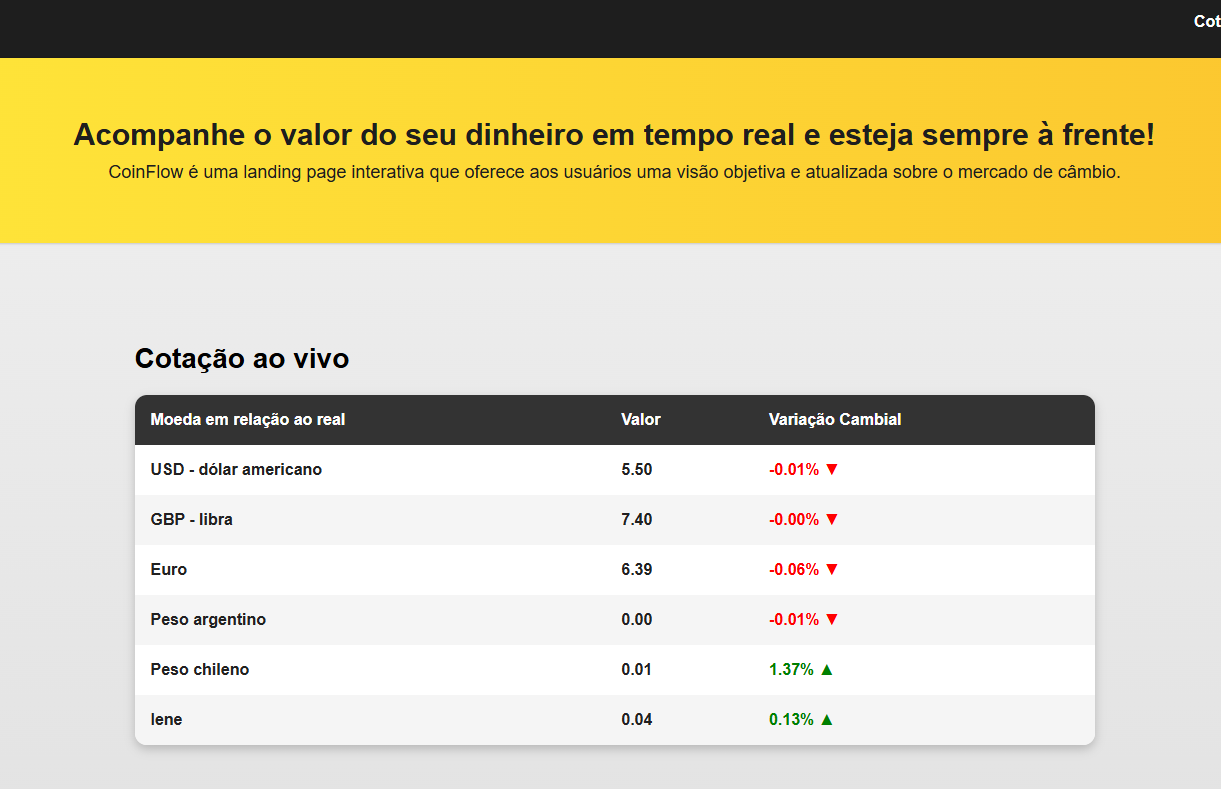 Cot
Acompanhe o valor do seu dinheiro em tempo real e esteja sempre à frente!
CoinFlow é uma landing page interativa que oferece aos usuários uma visão objetiva e atualizada sobre o mercado de câmbio.
Cotação ao vivo
Moeda em relação ao real Valor Variação Cambial
USD - dólar americano 5.50 -0.01% ▼
GBP - libra 7.40 -0.00% ▼
Euro 6.39 -0.06% ▼
Peso argentino 0.00 -0.01% ▼
Peso chileno 0.01 1.37% ▲
Iene 0.04 0.13% ▲